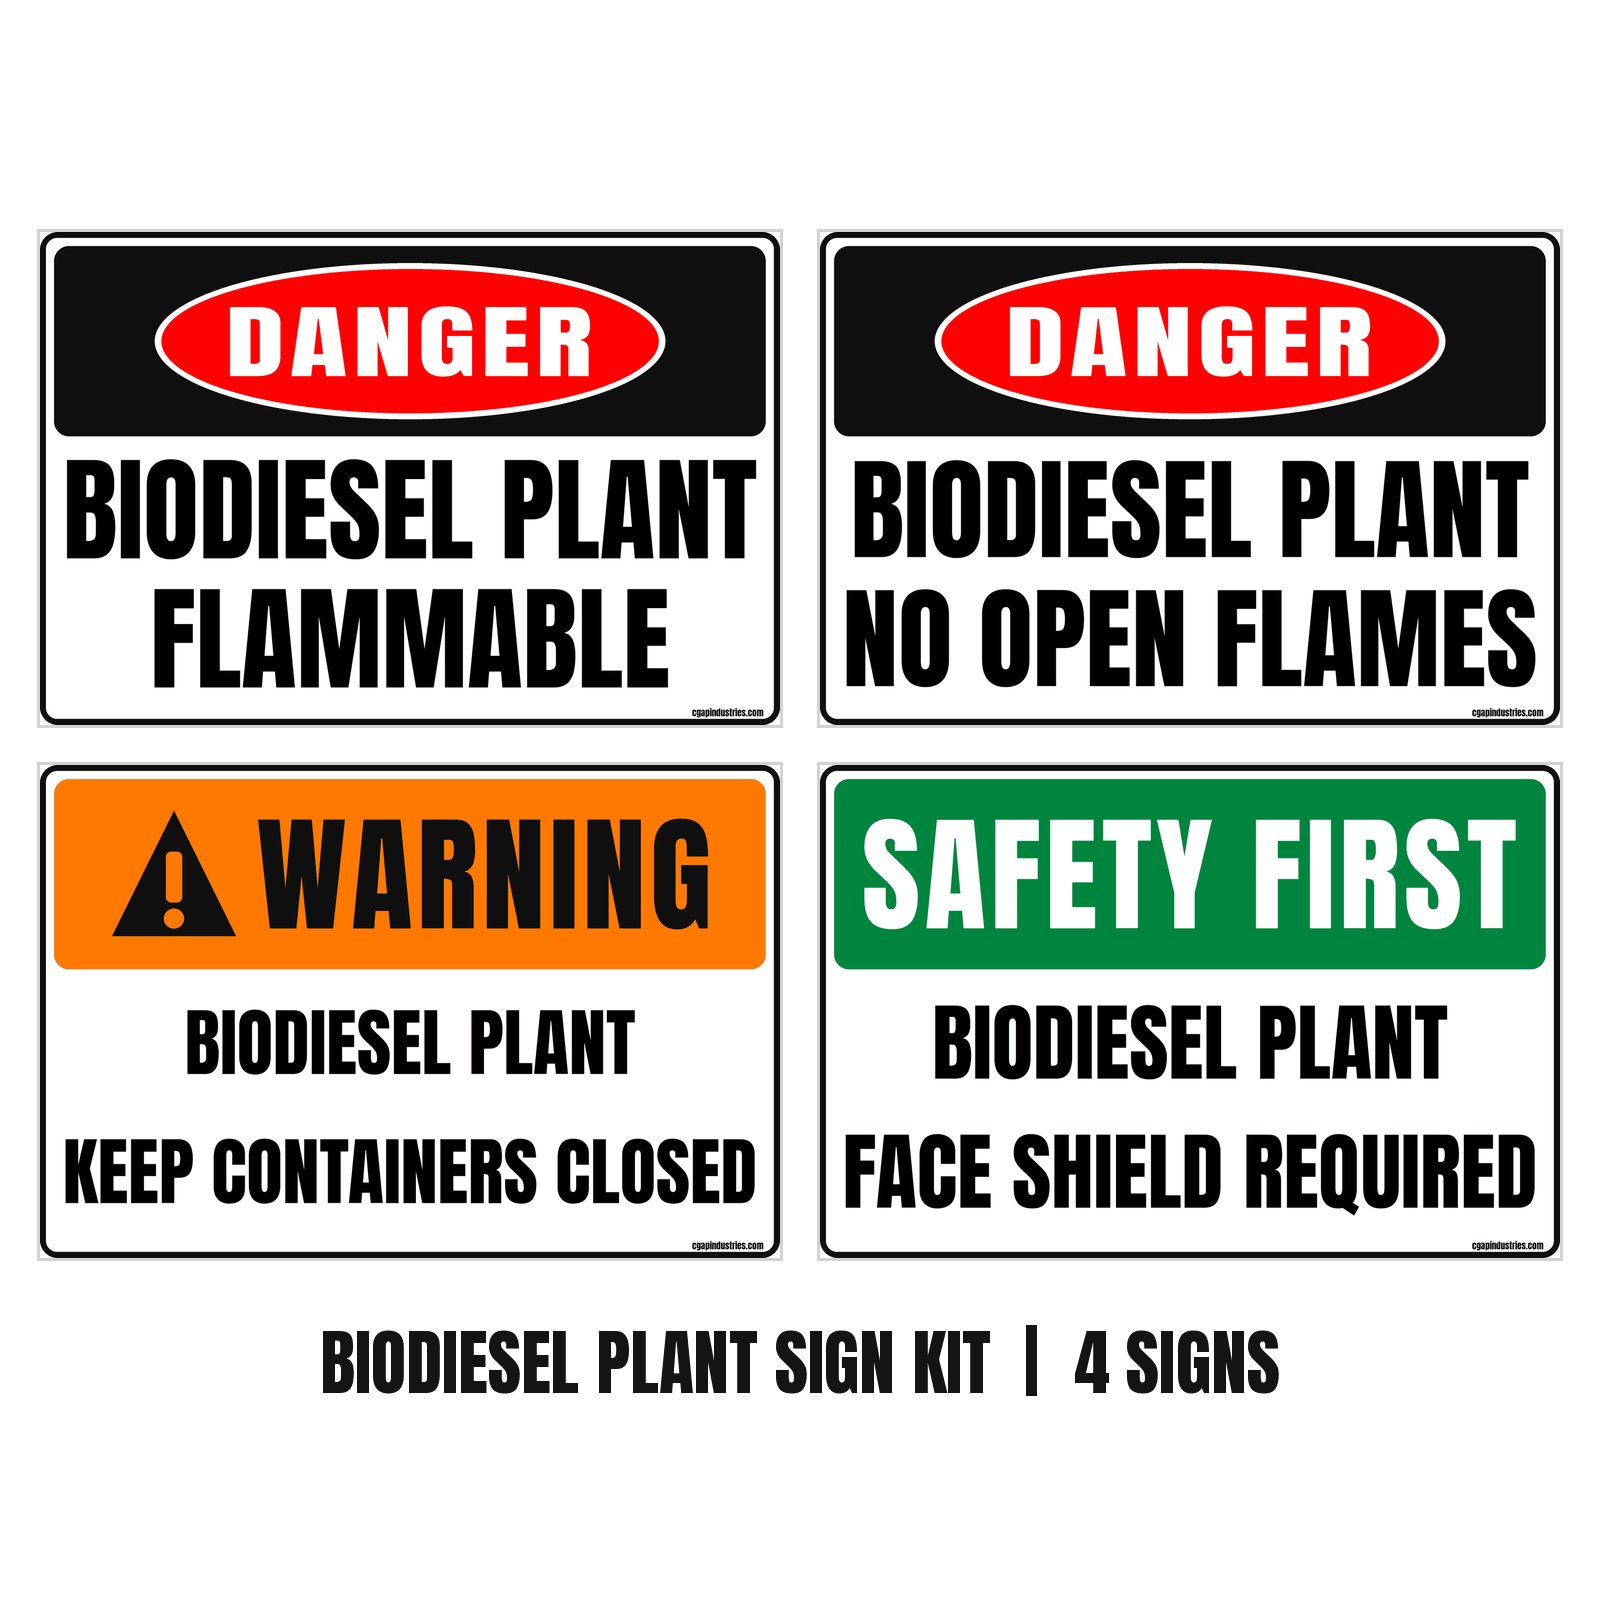 DANGER
BIODIESEL PLANT
FLAMMABLE
cgapindustries.com
DANGER
BIODIESEL PLANT
NO OPEN FLAMES
cgapindustries.com
WARNING
BIODIESEL PLANT
KEEP CONTAINERS CLOSED
cgapindustries.com
SAFETY FIRST
BIODIESEL PLANT
FACE SHIELD REQUIRED
cgapindustries.com
BIODIESEL PLANT SIGN KIT | 4 SIGNS